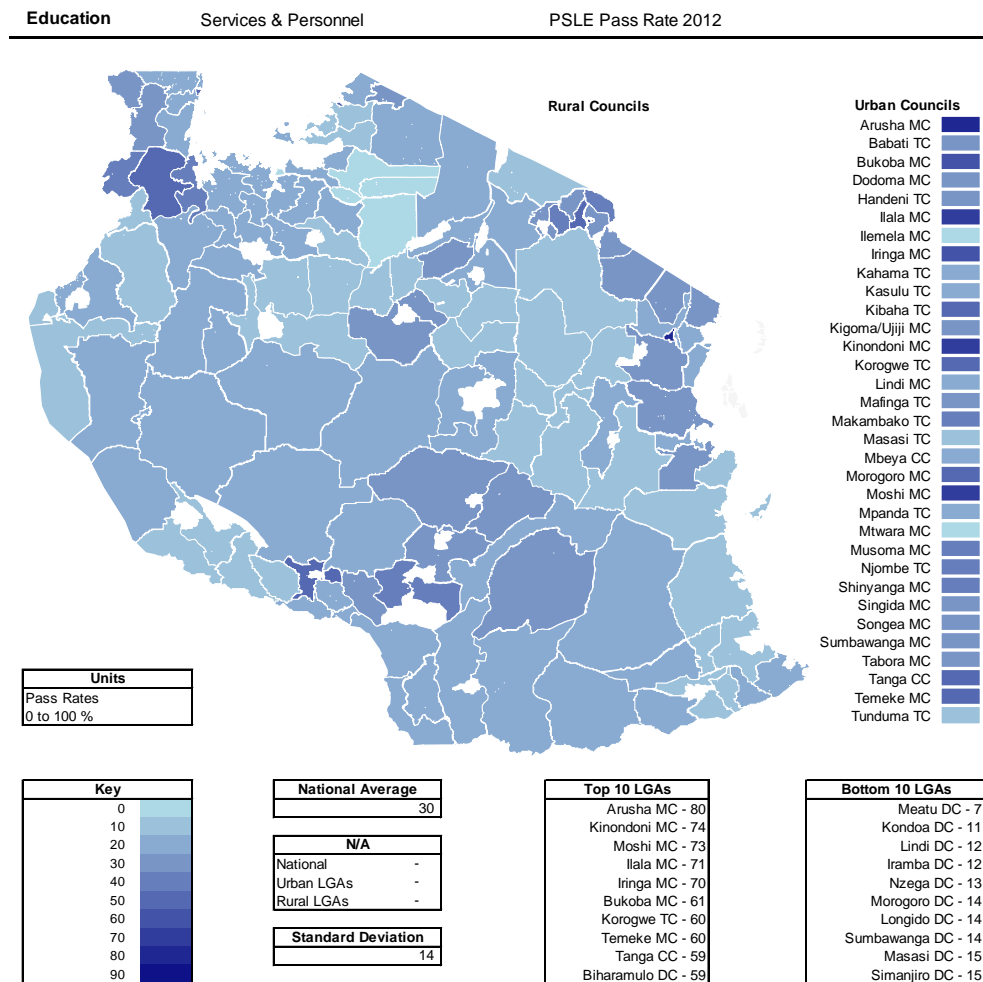 Education Services & Personnel PSLE Pass Rate 2012
Rural Councils
Urban Councils
Arusha MC
Babati TC
Bukoba MC
Dodoma MC
Handeni TC
Ilala MC
Ilemela MC
Iringa MC
Kahama TC
Kasulu TC
Kibaha TC
Kigoma/Ujiji MC
Kinondoni MC
Korogwe TC
Lindi MC
Mafinga TC
Makambako TC
Masasi TC
Mbeya CC
Morogoro MC
Moshi MC
Mpanda TC
Mtwara MC
Musoma MC
Njombe TC
Shinyanga MC
Singida MC
Songea MC
Sumbawanga MC
Tabora MC
Tanga CC
Temeke MC
Tunduma TC
Units
Pass Rates
0 to 100 %
Key
0
10
20
30
40
50
60
70
80
90
National Average
30
N/A
National -
Urban LGAs -
Rural LGAs -
Standard Deviation
14
Top 10 LGAs
Arusha MC - 80
Kinondoni MC - 74
Moshi MC - 73
Ilala MC - 71
Iringa MC - 70
Bukoba MC - 61
Korogwe TC - 60
Temeke MC - 60
Tanga CC - 59
Biharamulo DC - 59
Bottom 10 LGAs
Meatu DC - 7
Kondoa DC - 11
Lindi DC - 12
Iramba DC - 12
Nzega DC - 13
Morogoro DC - 14
Longido DC - 14
Sumbawanga DC - 14
Masasi DC - 15
Simanjiro DC - 15